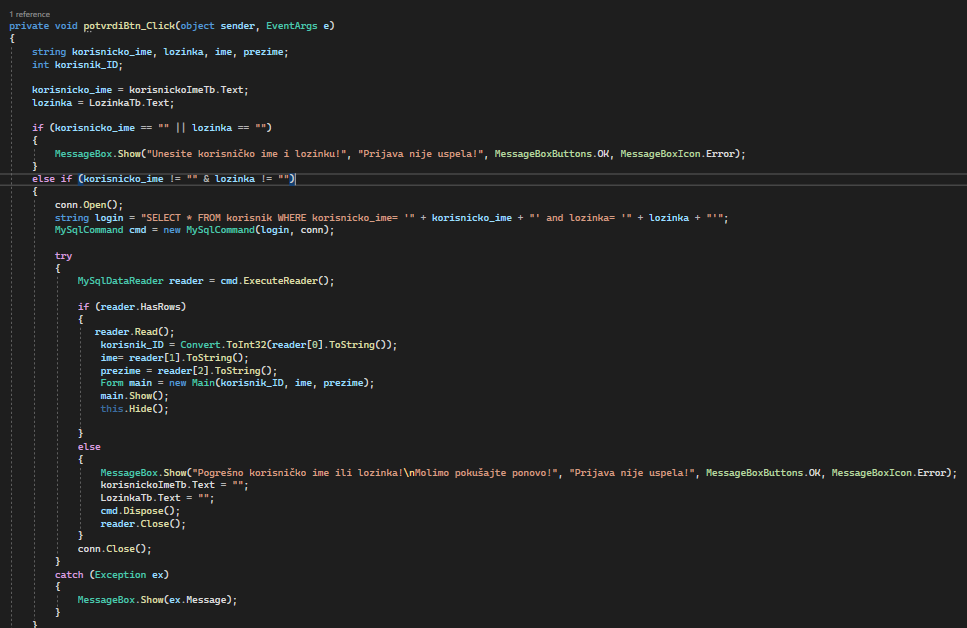 1 reference
private void potvrdiBtn_Click(object sender, EventArgs e)
{
string korisnicko_ime, lozinka, ime, prezime;
int korisnik_ID;
korisnicko_ime = korisnickoImeTb.Text;
lozinka = LozinkaTb.Text;
if (korisnicko_ime == "" || lozinka == "")
{
MessageBox.Show("Unesite korisničko ime i lozinku!", "Prijava nije uspela!", MessageBoxButtons.OK, MessageBoxIcon.Error);
}
else if (korisnicko_ime != "" & lozinka != "")
{
conn.Open();
string login = "SELECT * FROM korisnik WHERE korisnicko_ime= '" + korisnicko_ime + "' and lozinka= '" + lozinka + "'";
MySqlCommand cmd = new MySqlCommand(login, conn);
try
{
MySqlDataReader reader = cmd.ExecuteReader();
if (reader.HasRows)
{
reader.Read();
korisnik_ID = Convert.ToInt32(reader[0].ToString());
ime= reader[1].ToString();
prezime = reader[2].ToString();
Form main = new Main(korisnik_ID, ime, prezime);
main.Show();
this.Hide();
}
else
{
MessageBox.Show("Pogrešno korisničko ime ili lozinka!\nMolimo pokušajte ponovo!", "Prijava nije uspela!", MessageBoxButtons.OK, MessageBoxIcon.Error);
korisnickoImeTb.Text = "";
LozinkaTb.Text = "";
cmd.Dispose();
reader.Close();
}
conn.Close();
}
catch (Exception ex)
{
MessageBox.Show(ex.Message);
}
}